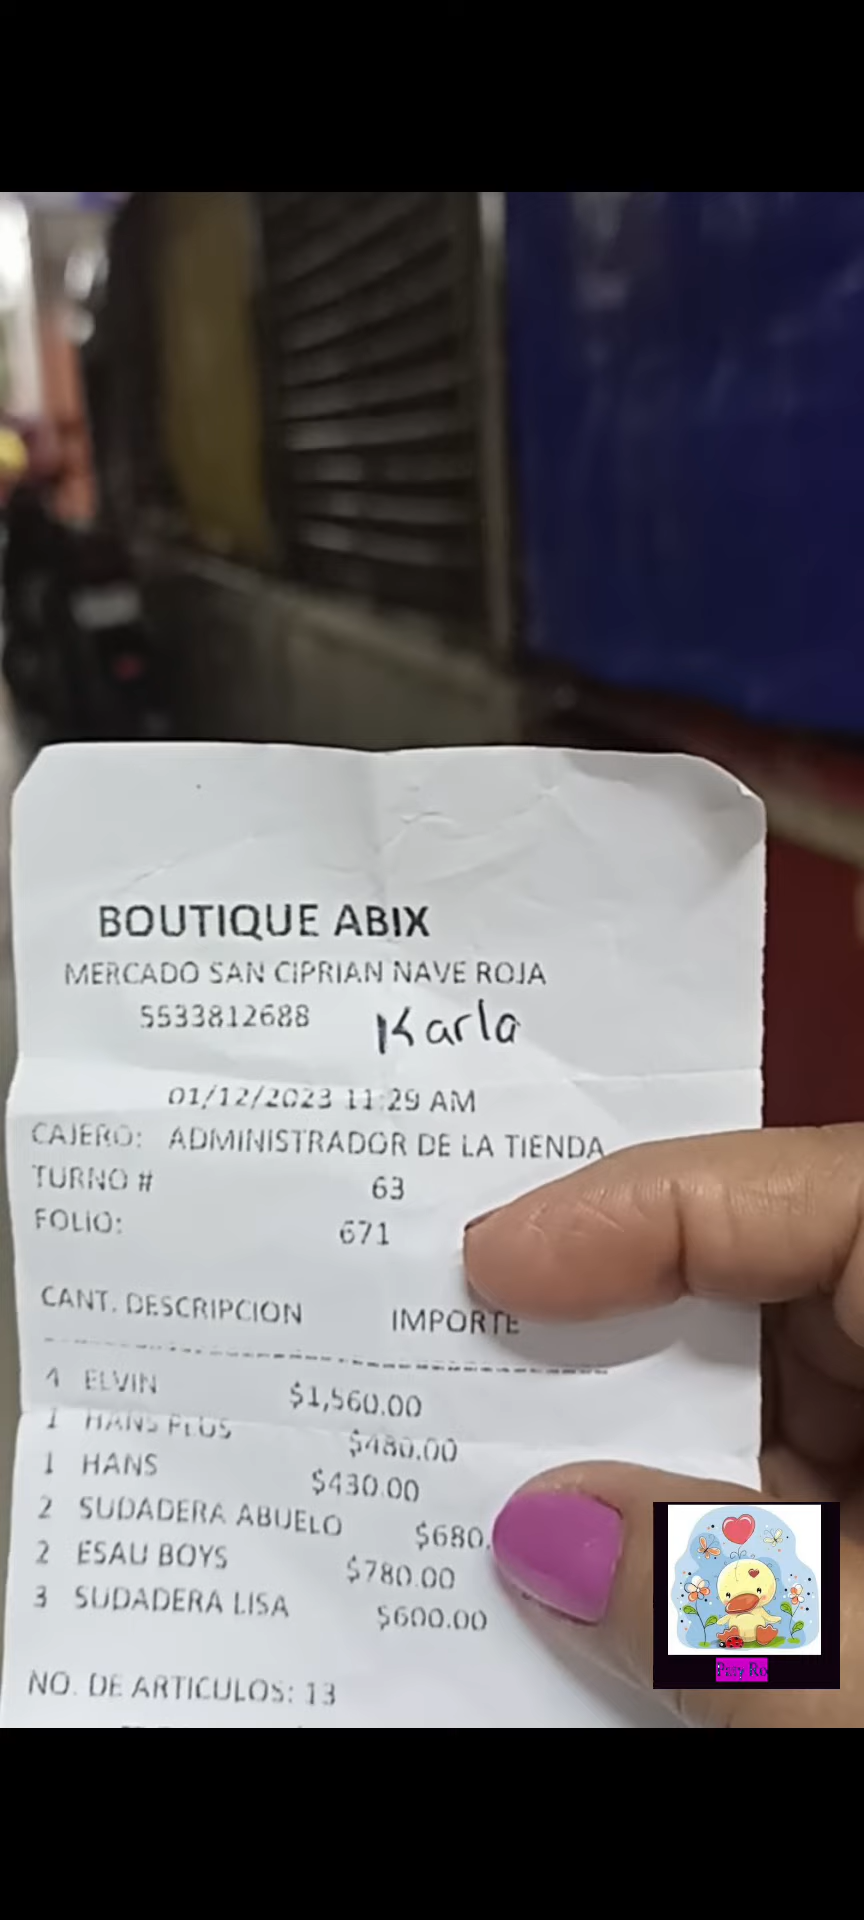 BOUTIQUE ABIX
MERCADO SAN CIPRIAN NAVE ROJA
5533812688 Karla
01/12/2023 11:29 AM
CAJERO: ADMINISTRADOR DE LA TIENDA
TURNO # 63
FOLIO: 671
CANT. DESCRIPCION IMPORTE
4 ELVIN $1,560.00
1 HANS PLUS $480.00
1 HANS $430.00
2 SUDADERA ABUELO $680.
2 ESAU BOYS $780.00
3 SUDADERA LISA $600.00
NO. DE ARTICULOS: 13